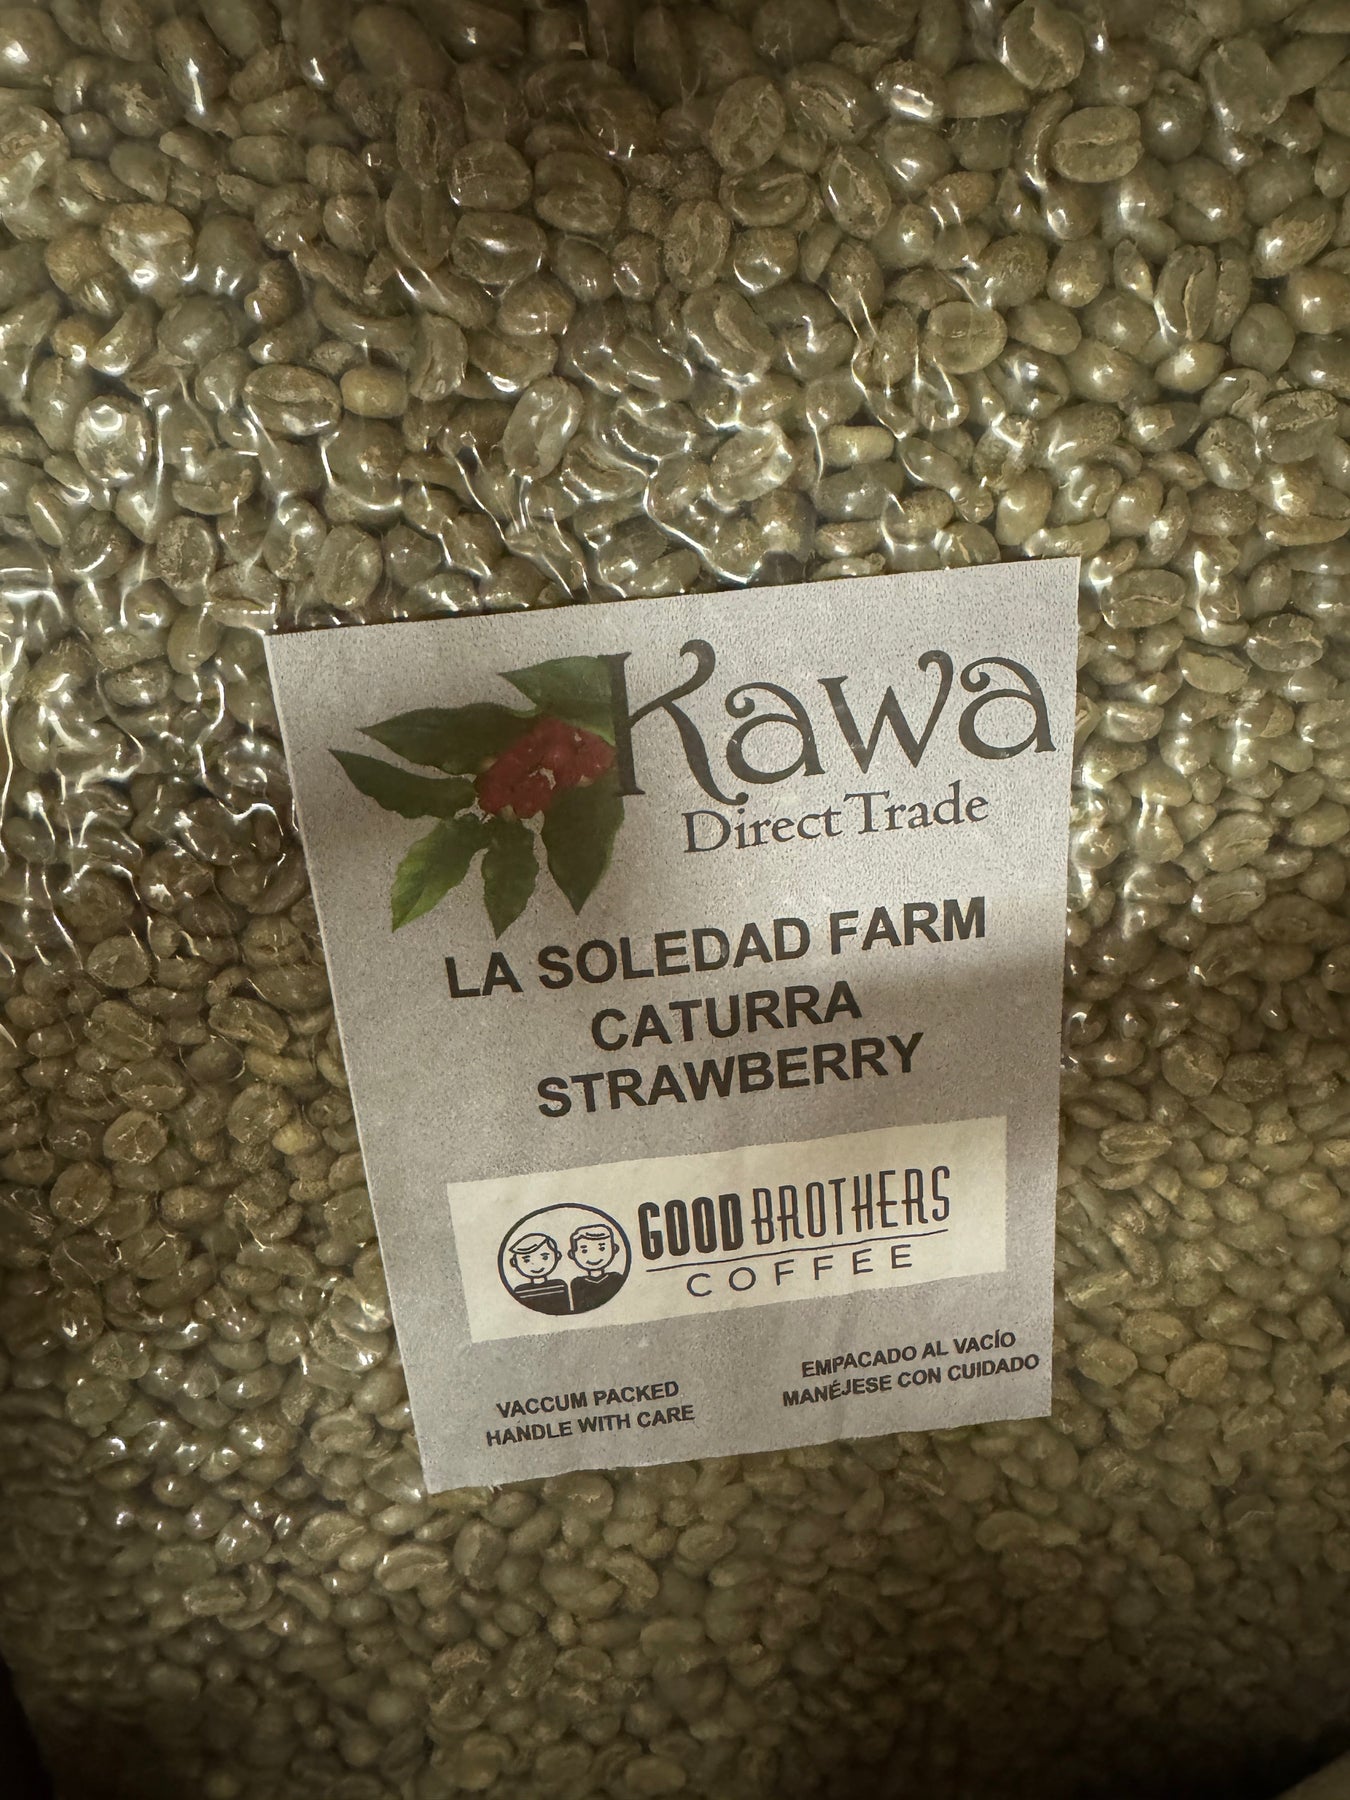 Kawa
Direct Trade
LA SOLEDAD FARM
CATURRA
STRAWBERRY
GOOD BROTHERS
COFFEE
VACCUM PACKED
HANDLE WITH CARE
EMPACADO AL VACÍO
MANÉJESE CON CUIDADO